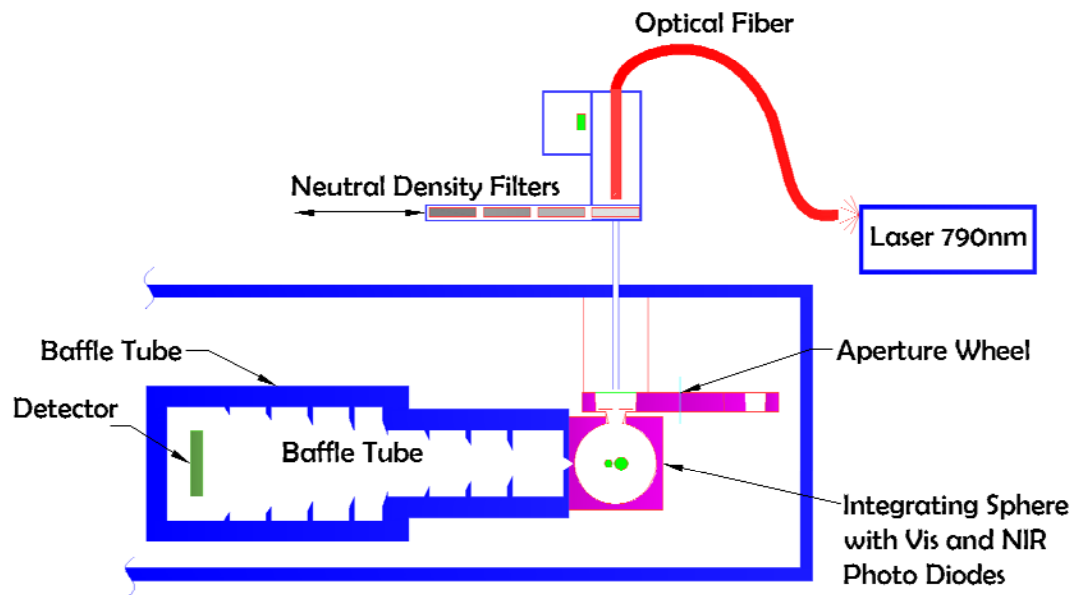 Optical Fiber
Neutral Density Filters
Laser 790nm
Baffle Tube
Aperture Wheel
Detector
Baffle Tube
Integrating Sphere
with Vis and NIR
Photo Diodes